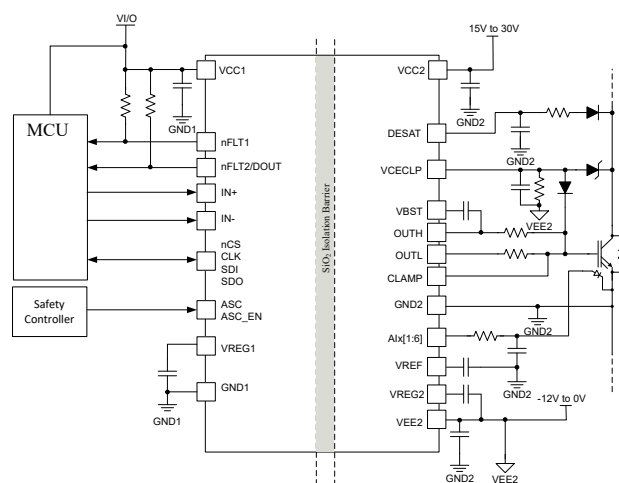 VI/O
15V to 30V
VCC1
VCC2
GND1
GND2
MCU
DESAT
nFLT1
GND2
nFLT2/DOUT
VCECLP
IN+
VBST
VEE2
IN-
OUTH
nCS
CLK
SDI
SDO
OUTL
CLAMP
SiO2 Isolation Barrier
Safety
Controller
ASC
ASC_EN
GND2
GND2
AIx[1:6]
VREG1
VREF
GND2
GND1
VREG2
-12V to 0V
VEE2
GND1
GND2
VEE2